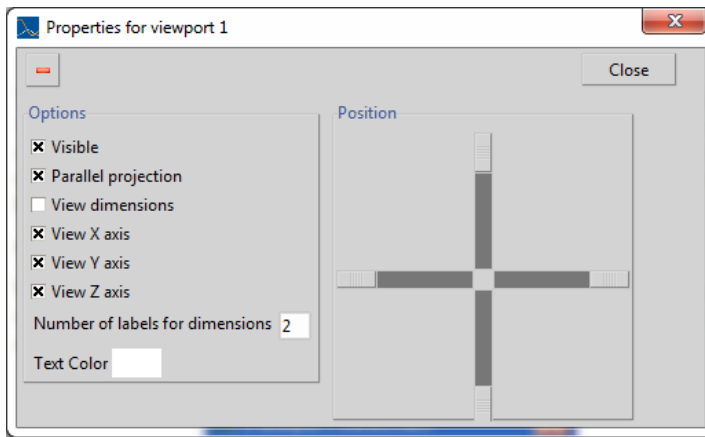 Properties for viewport 1
Close
Options
Visible
Parallel projection
View dimensions
View X axis
View Y axis
View Z axis
Number of labels for dimensions 2
Text Color
Position